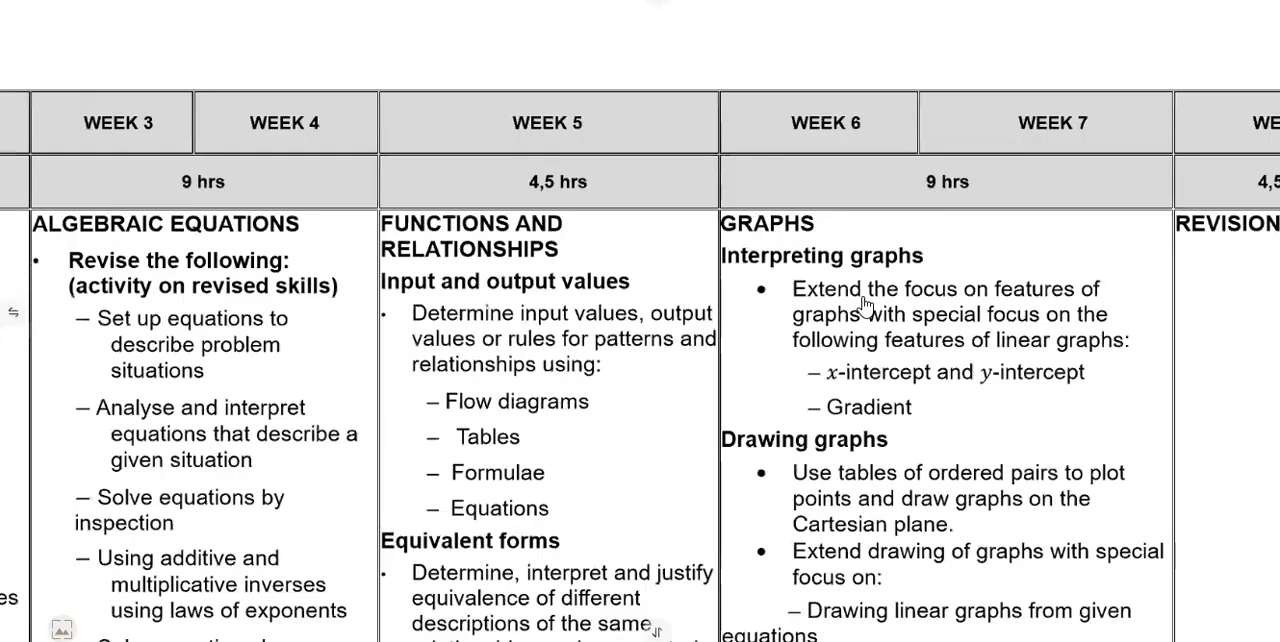 WEEK 3
WEEK 4
WEEK 5
WEEK 6
WEEK 7
9 hrs
4,5 hrs
9 hrs
ALGEBRAIC EQUATIONS
• Revise the following:
(activity on revised skills)
– Set up equations to
describe problem
situations
– Analyse and interpret
equations that describe a
given situation
– Solve equations by
inspection
– Using additive and
multiplicative inverses
using laws of exponents
FUNCTIONS AND
RELATIONSHIPS
Input and output values
· Determine input values, output
values or rules for patterns and
relationships using:
– Flow diagrams
– Tables
– Formulae
– Equations
Equivalent forms
· Determine, interpret and justify
equivalence of different
descriptions of the same
GRAPHS
Interpreting graphs
• Extend the focus on features of
graphs with special focus on the
following features of linear graphs:
– x-intercept and y-intercept
– Gradient
Drawing graphs
• Use tables of ordered pairs to plot
points and draw graphs on the
Cartesian plane.
• Extend drawing of graphs with special
focus on:
– Drawing linear graphs from given
equations
REVISION